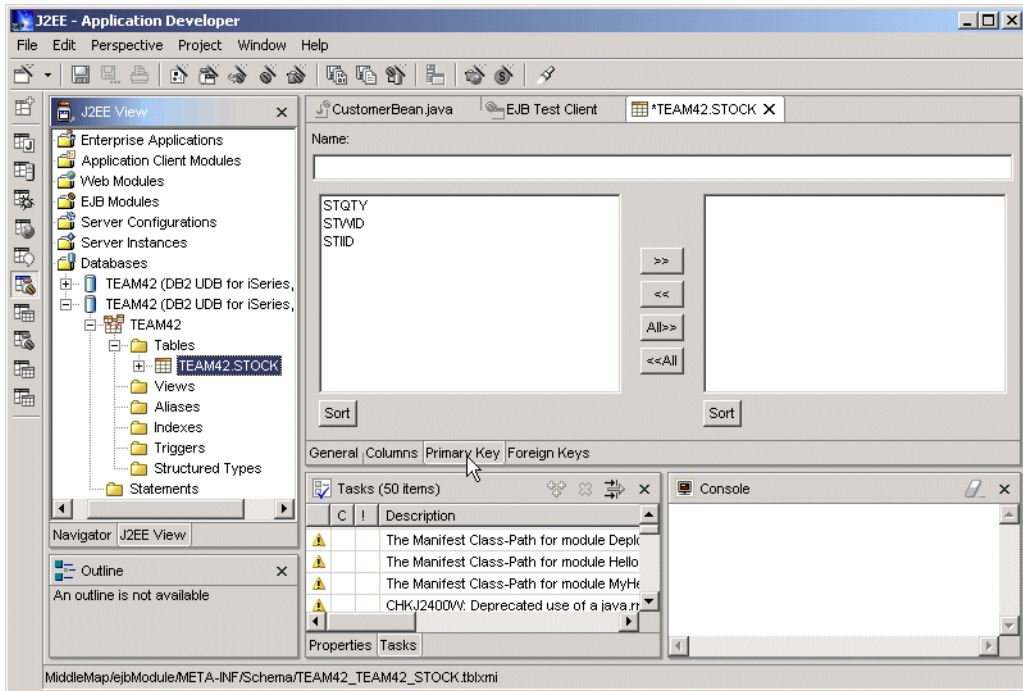 J2EE - Application Developer
File Edit Perspective Project Window Help
J2EE View
Enterprise Applications
Application Client Modules
Web Modules
EJB Modules
Server Configurations
Server Instances
Databases
TEAM42 (DB2 UDB for iSeries,
TEAM42 (DB2 UDB for iSeries,
TEAM42
Tables
TEAM42.STOCK
Views
Aliases
Indexes
Triggers
Structured Types
Statements
Navigator J2EE View
Outline
An outline is not available
CustomerBean.java EJB Test Client *TEAM42.STOCK
Name:
STQTY
STWID
STIID
>>
<<
All>>
<<All
Sort
Sort
General Columns Primary Key Foreign Keys
Tasks (50 items)
C ! Description
The Manifest Class-Path for module Deplo
The Manifest Class-Path for module Hello
The Manifest Class-Path for module MyHe
CHKJ2400W: Deprecated use of a java.rr
Properties Tasks
Console
MiddleMap/ejbModule/META-INF/Schema/TEAM42_TEAM42_STOCK.tblxmi